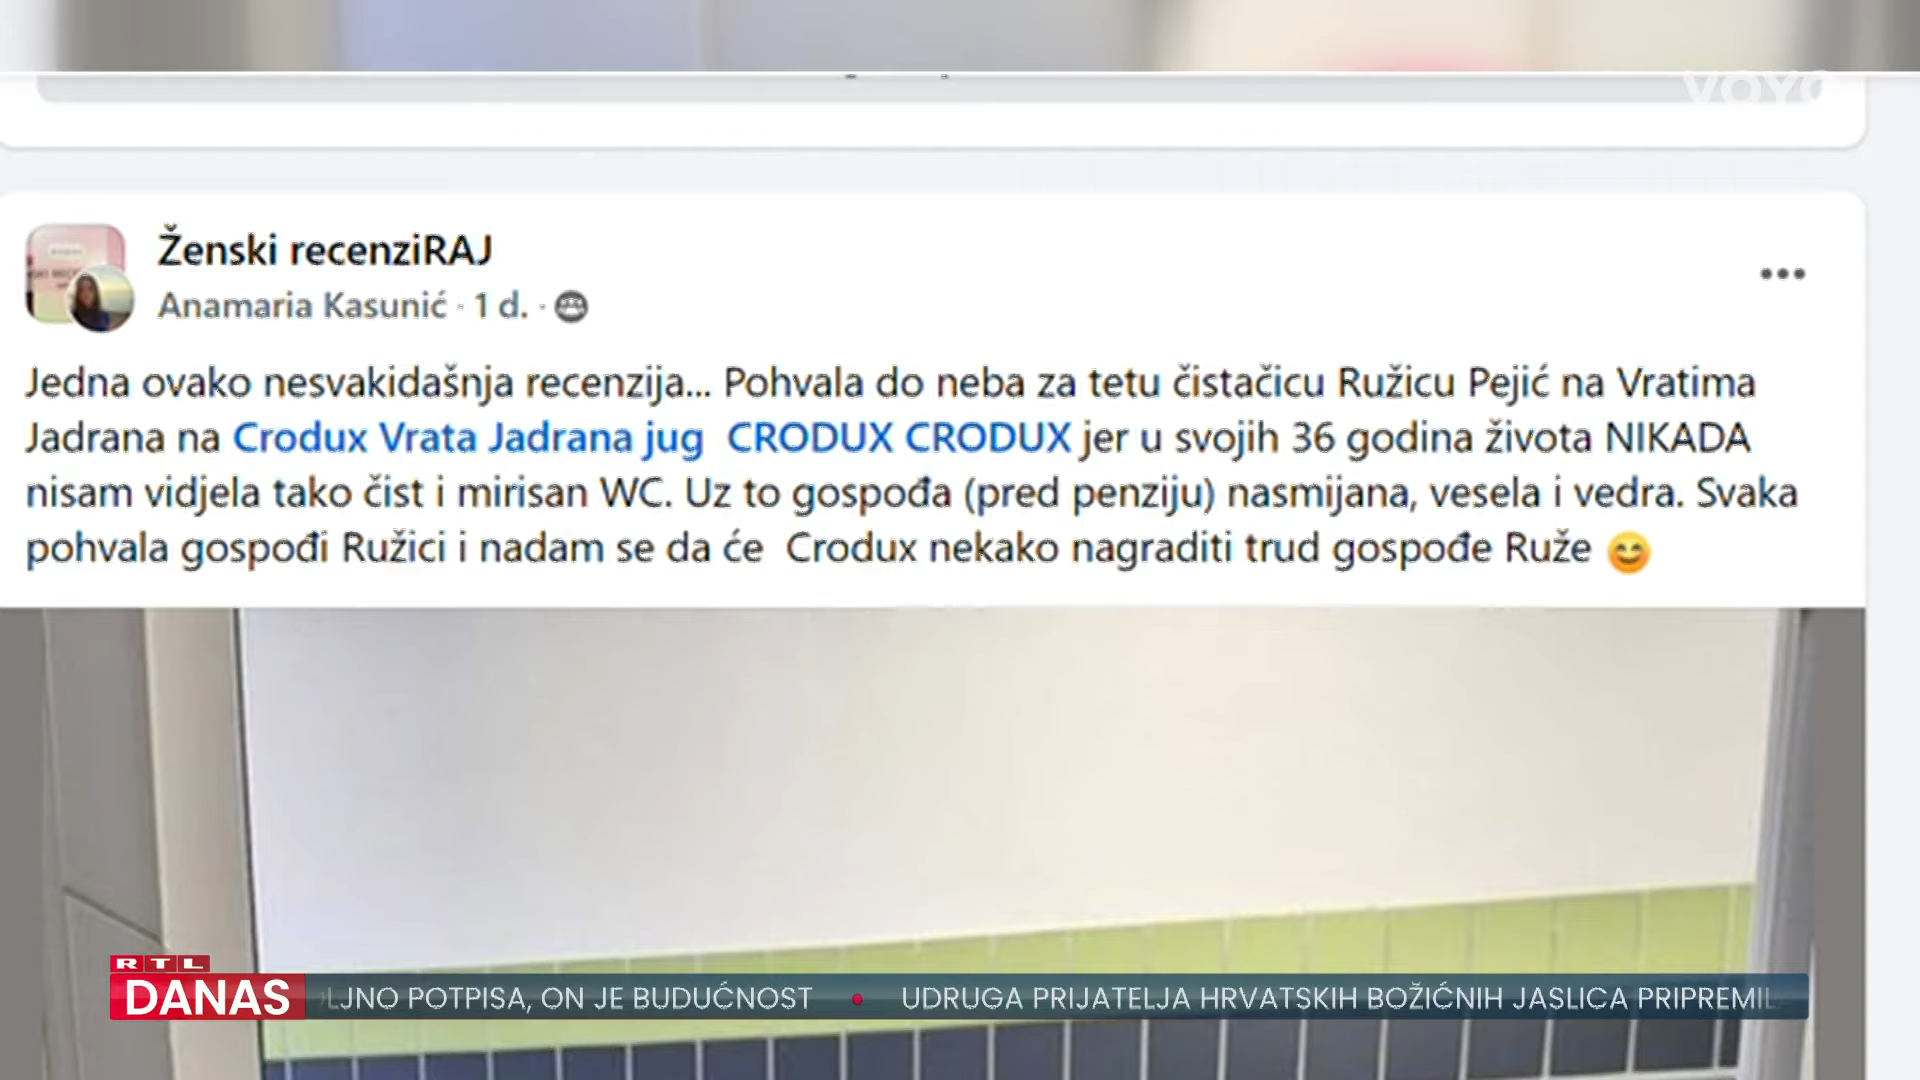 VOYO
Ženski recenziRAJ
Anamaria Kasunić · 1 d. ·
Jedna ovako nesvakidašnja recenzija... Pohvala do neba za tetu čistačicu Ružicu Pejić na Vratima
Jadrana na Crodux Vrata Jadrana jug CRODUX CRODUX jer u svojih 36 godina života NIKADA
nisam vidjela tako čist i mirisan WC. Uz to gospođa (pred penziju) nasmijana, vesela i vedra. Svaka
pohvala gospođi Ružici i nadam se da će Crodux nekako nagraditi trud gospođe Ruže 😊
RTL
DANAS
LJNO POTPISA, ON JE BUDUĆNOST • UDRUGA PRIJATELJA HRVATSKIH BOŽIĆNIH JASLICA PRIPREMIL